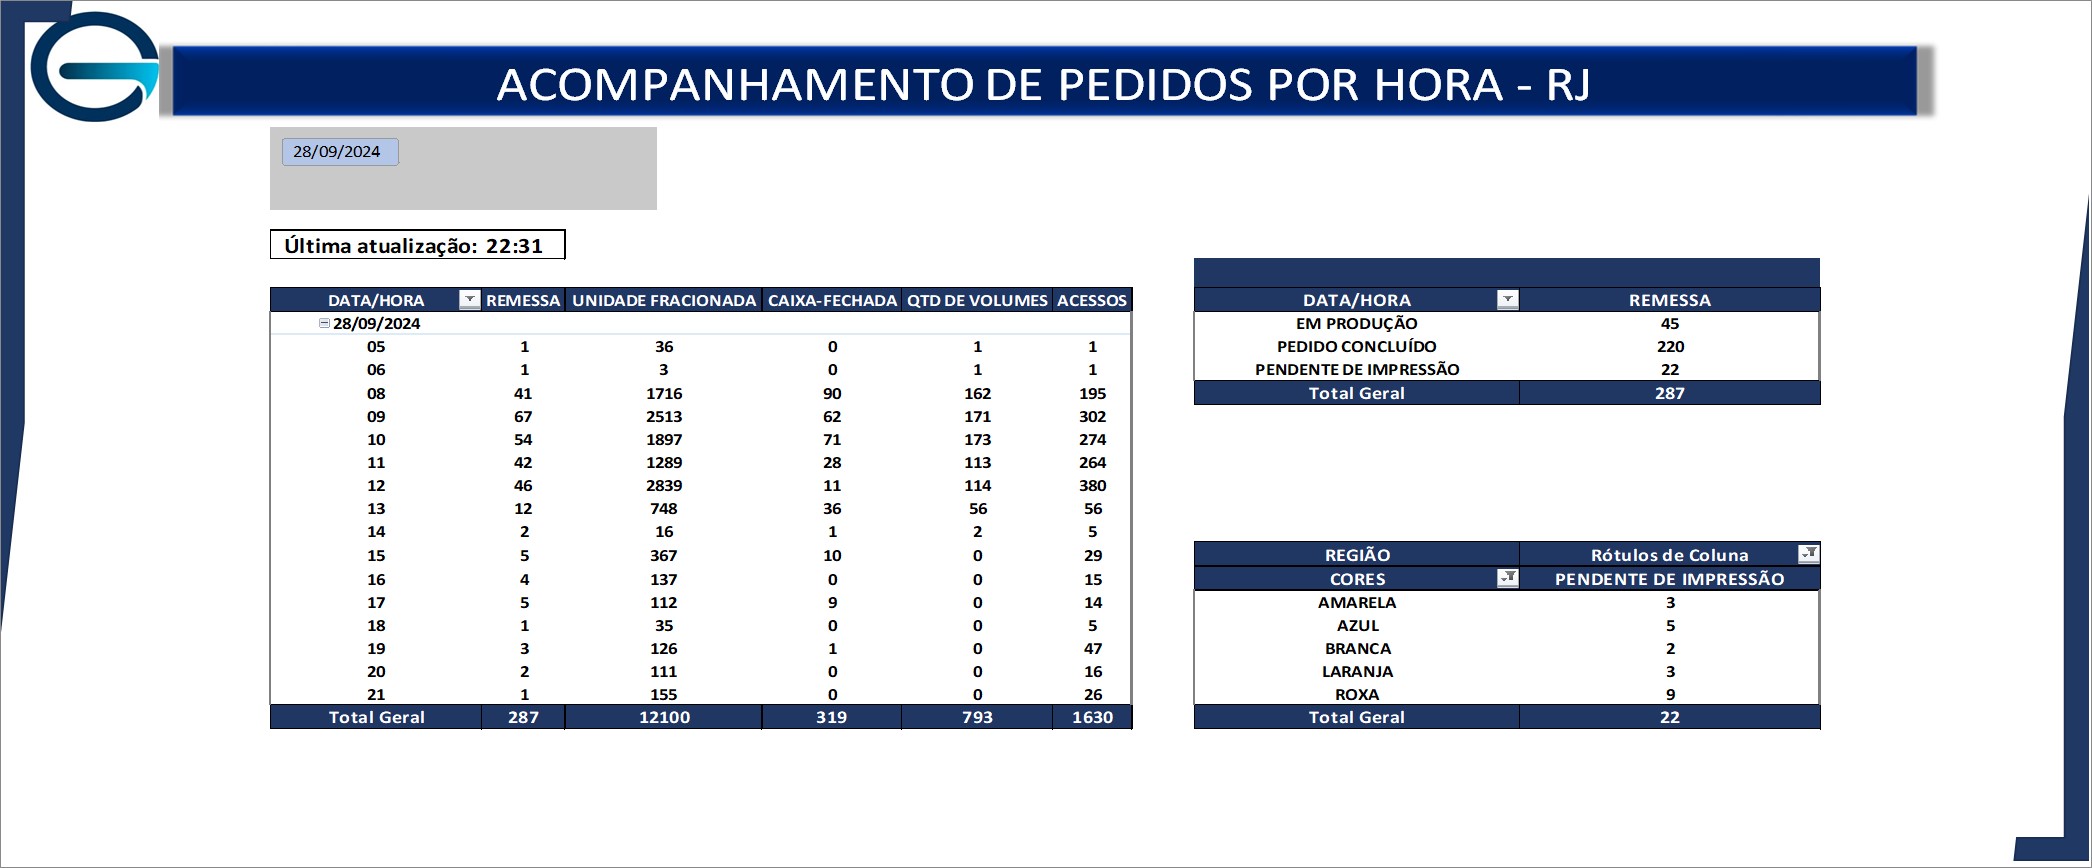 ACOMPANHAMENTO DE PEDIDOS POR HORA - RJ
28/09/2024
Última atualização: 22:31
DATA/HORA REMESSA UNIDADE FRACIONADA CAIXA-FECHADA QTD DE VOLUMES ACESSOS
28/09/2024
05 1 36 0 1 1
06 1 3 0 1 1
08 41 1716 90 162 195
09 67 2513 62 171 302
10 54 1897 71 173 274
11 42 1289 28 113 264
12 46 2839 11 114 380
13 12 748 36 56 56
14 2 16 1 2 5
15 5 367 10 0 29
16 4 137 0 0 15
17 5 112 9 0 14
18 1 35 0 0 5
19 3 126 1 0 47
20 2 111 0 0 16
21 1 155 0 0 26
Total Geral 287 12100 319 793 1630
DATA/HORA REMESSA
EM PRODUÇÃO 45
PEDIDO CONCLUÍDO 220
PENDENTE DE IMPRESSÃO 22
Total Geral 287
REGIÃO Rótulos de Coluna
CORES PENDENTE DE IMPRESSÃO
AMARELA 3
AZUL 5
BRANCA 2
LARANJA 3
ROXA 9
Total Geral 22